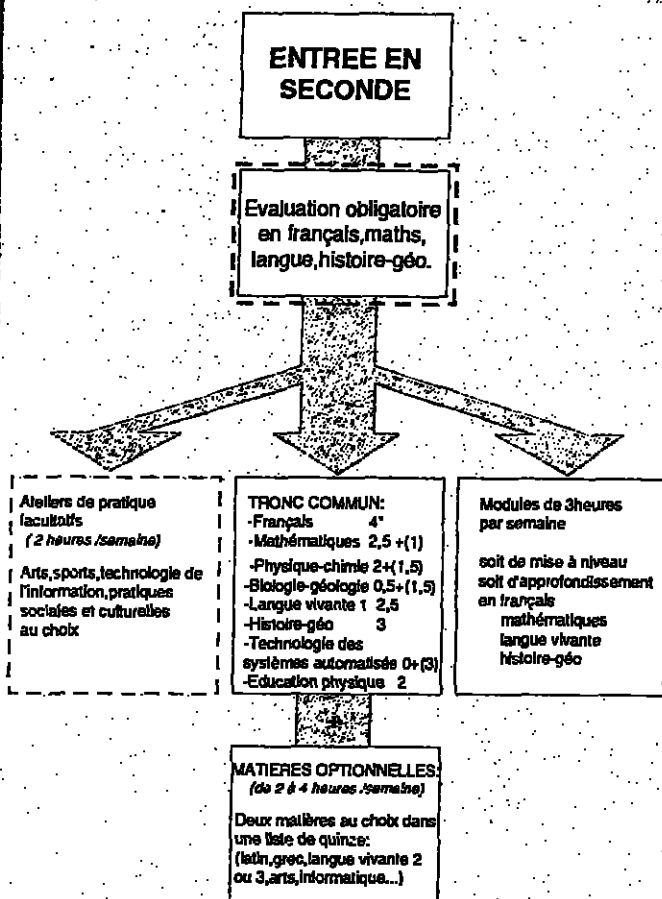 ENTREE EN
SECONDE
Evaluation obligatoire
en français,maths,
langue,histoire-géo.
Ateliers de pratique
facultatifs
(2 heures /semaine)
Arts,sports,technologie de
l'information,pratiques
sociales et culturelles
au choix
TRONC COMMUN:
-Français 4*
-Mathématiques 2,5 +(1)
-Physique-chimie 2+(1,5)
-Biologie-géologie 0,5+(1,5)
-Langue vivante 1 2,5
-Histoire-géo 3
-Technologie des
systèmes automatisée 0+(3)
-Education physique 2
Modules de 3heures
par semaine
soit de mise à niveau
soit d'approfondissement
en français
mathématiques
langue vivante
histoire-géo
MATIERES OPTIONNELLES:
(de 2 à 4 heures /semaine)
Deux matières au choix dans
une liste de quinze:
(latin,grec,langue vivante 2
ou 3,arts,informatique...)